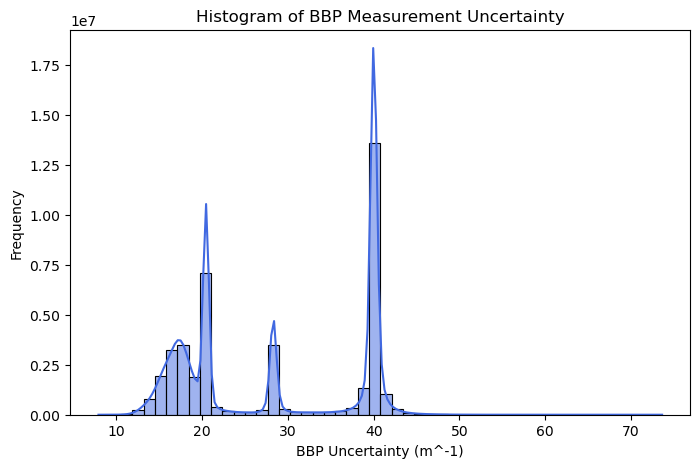 Histogram of BBP Measurement Uncertainty
1e7
1.75
1.50
1.25
1.00
0.75
0.50
0.25
0.00
Frequency
10 20 30 40 50 60 70
BBP Uncertainty (m^-1)